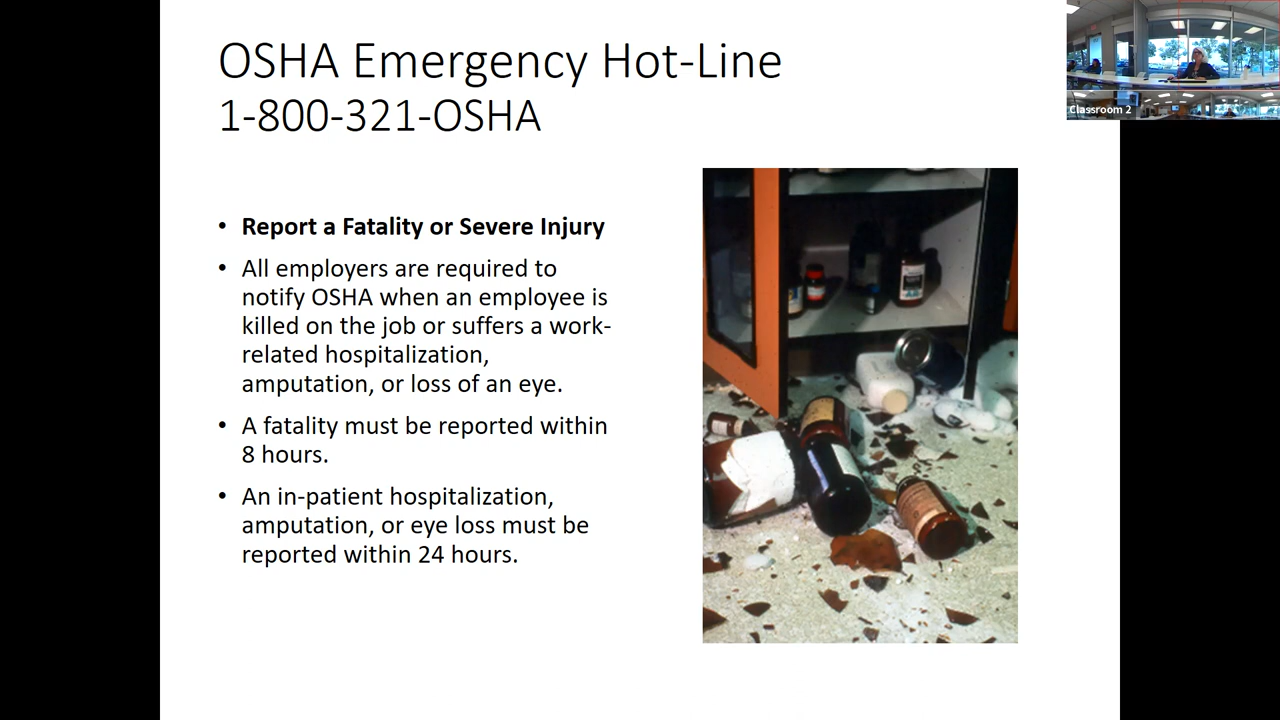 OSHA Emergency Hot-Line
1-800-321-OSHA
Classroom 2
• Report a Fatality or Severe Injury
• All employers are required to
notify OSHA when an employee is
killed on the job or suffers a work-
related hospitalization,
amputation, or loss of an eye.
• A fatality must be reported within
8 hours.
• An in-patient hospitalization,
amputation, or eye loss must be
reported within 24 hours.